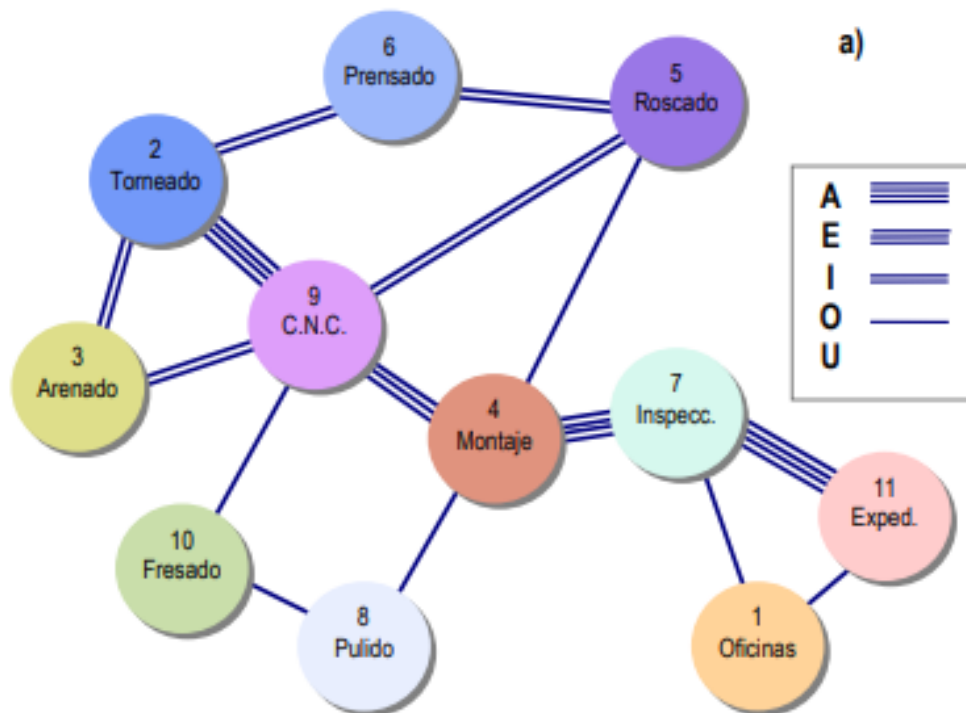 a)
6
Prensado
5
Roscado
2
Torneado
A
E
I
O
U
9
C.N.C.
3
Arenado
7
Inspecc.
4
Montaje
11
Exped.
10
Fresado
8
Pulido
1
Oficinas